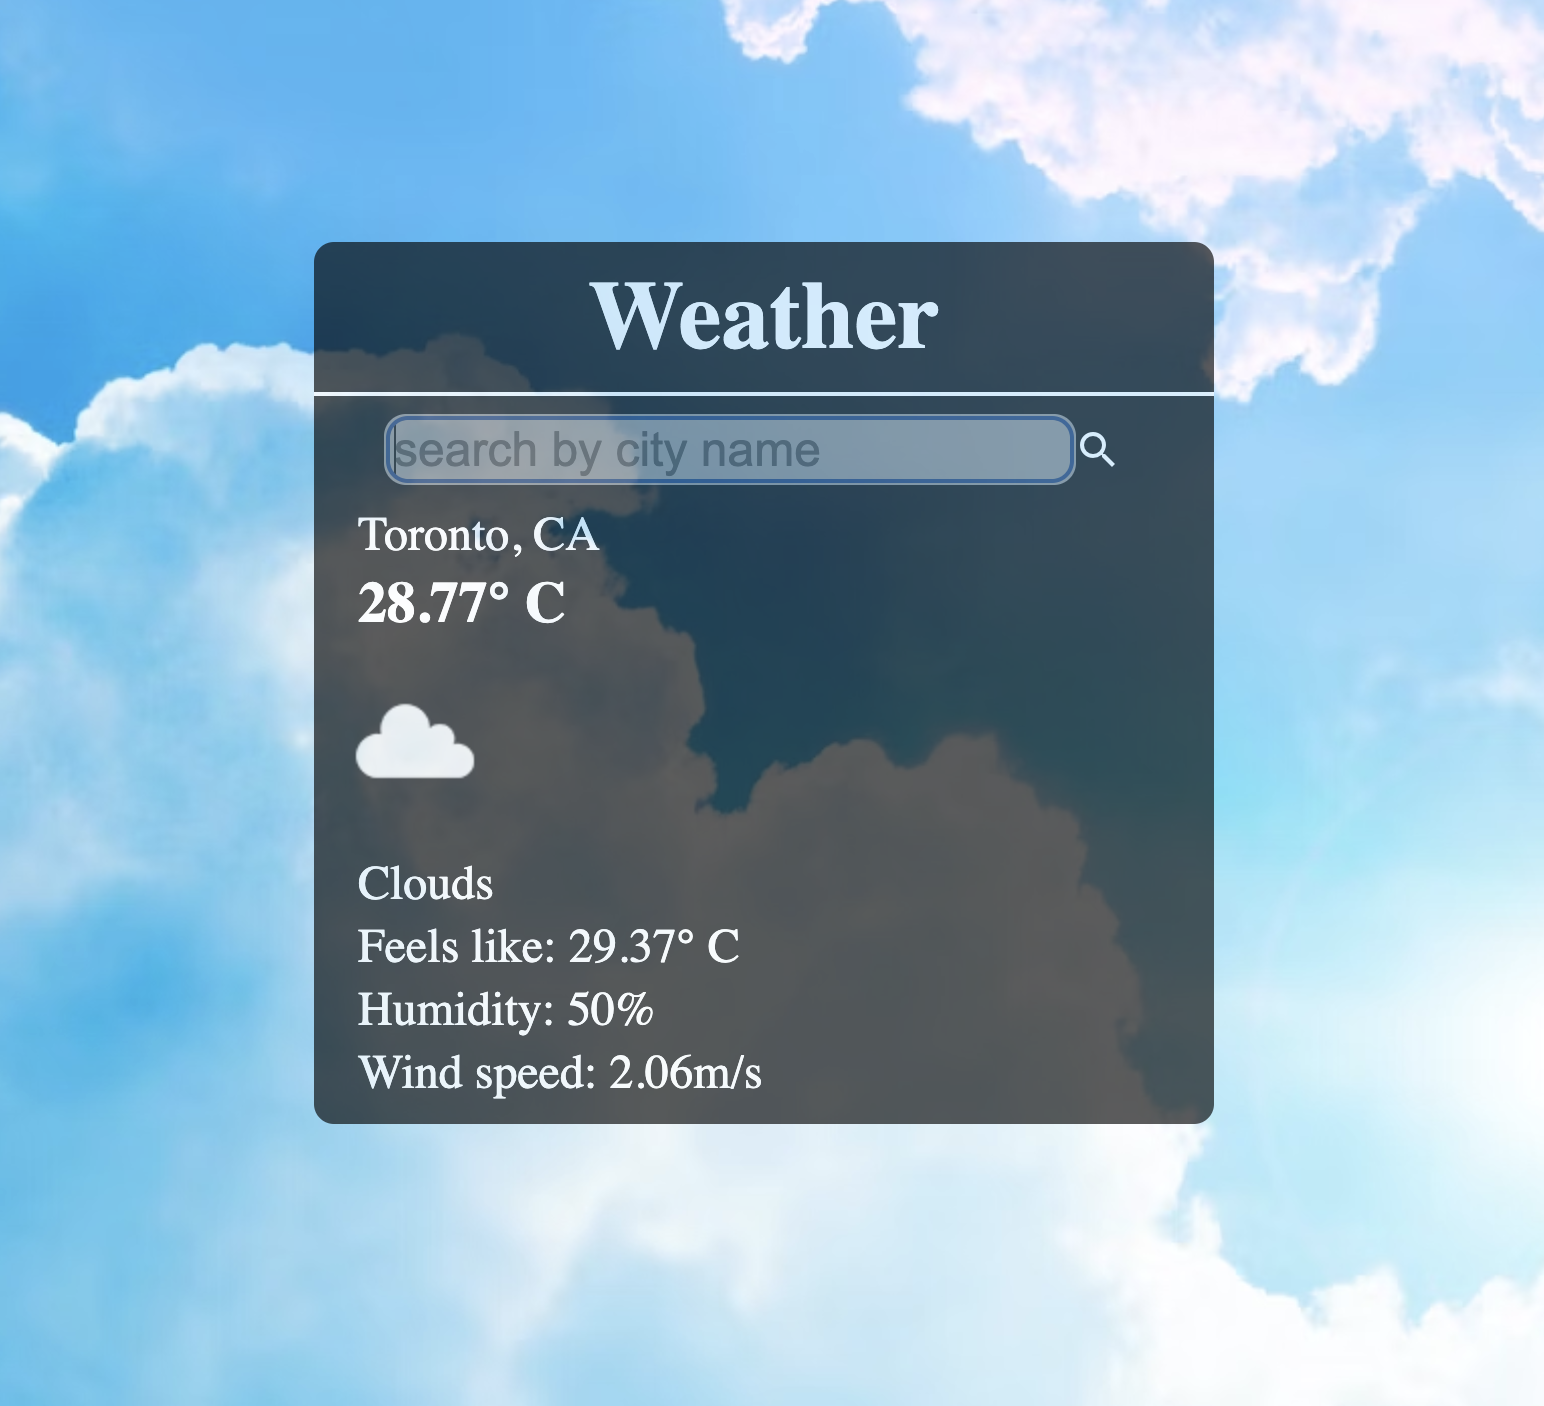 Weather
search by city name
Toronto, CA
28.77° C
Clouds
Feels like: 29.37° C
Humidity: 50%
Wind speed: 2.06m/s